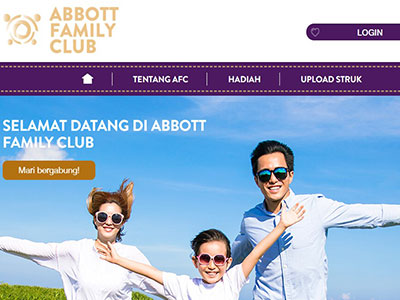 ABBOTT
FAMILY
CLUB
LOGIN
TENTANG AFC
HADIAH
UPLOAD STRUK
SELAMAT DATANG DI ABBOTT
FAMILY CLUB
Mari bergabung!